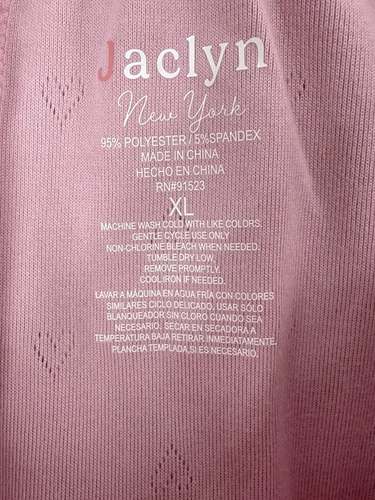 Jaclyn
New York
95% POLYESTER / 5%SPANDEX
MADE IN CHINA
HECHO EN CHINA
RN#91523
XL
MACHINE WASH COLD WITH LIKE COLORS.
GENTLE CYCLE USE ONLY
NON-CHLORINE BLEACH WHEN NEEDED.
TUMBLE DRY LOW,
REMOVE PROMPTLY.
COOL IRON IF NEEDED.
LAVAR A MÁQUINA EN AGUA FRÍA CON COLORES
SIMILARES CICLO DELICADO, USAR SÓLO
BLANQUEADOR SIN CLORO CUANDO SEA
NECESARIO. SECAR EN SECADORA A
TEMPERATURA BAJA RETIRAR INMEDIATAMENTE.
PLANCHA TEMPLADA,SI ES NECESARIO.